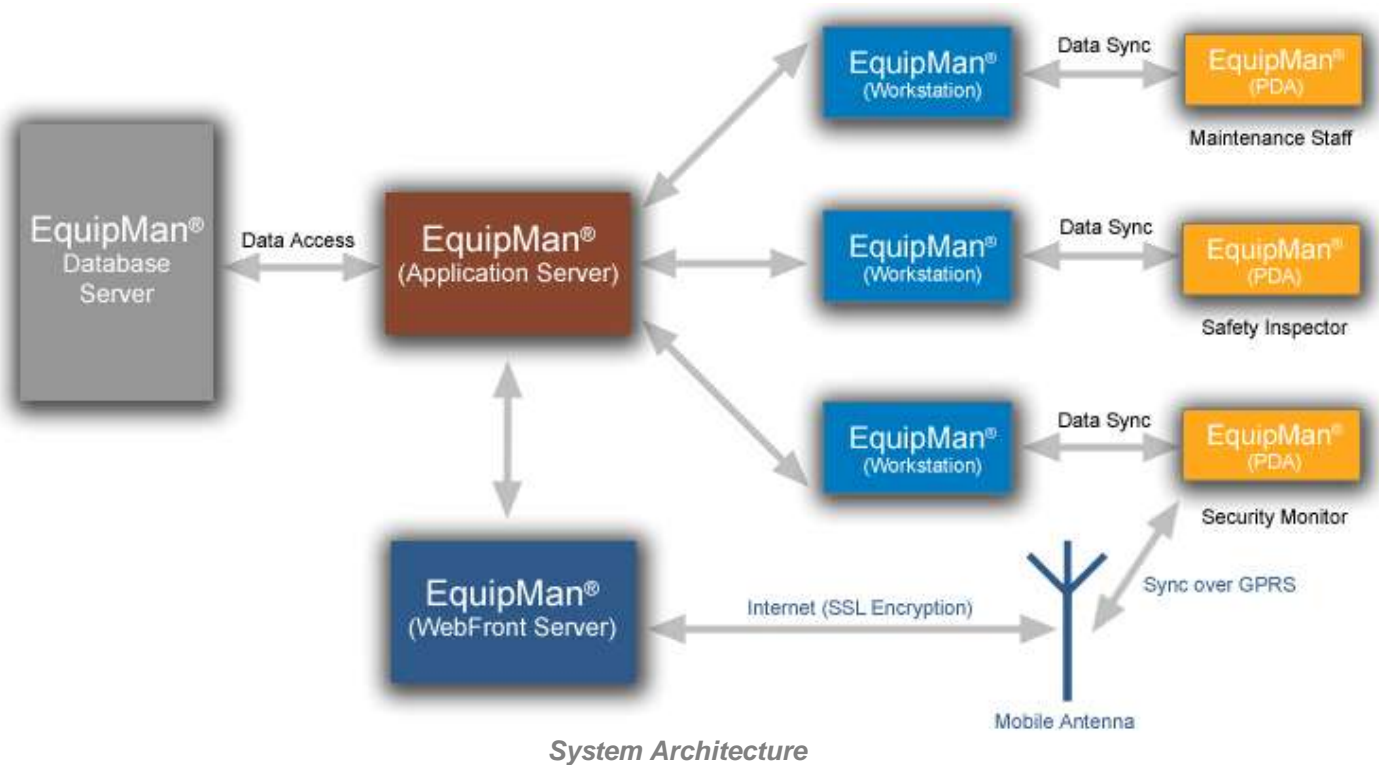 EquipMan®
(Workstation)
Data Sync
EquipMan®
(PDA)
Maintenance Staff
EquipMan®
Database
Server
Data Access
EquipMan®
(Application Server)
EquipMan®
(Workstation)
Data Sync
EquipMan®
(PDA)
Safety Inspector
EquipMan®
(Workstation)
Data Sync
EquipMan®
(PDA)
Security Monitor
EquipMan®
(WebFront Server)
Internet (SSL Encryption)
Sync over GPRS
Mobile Antenna
System Architecture